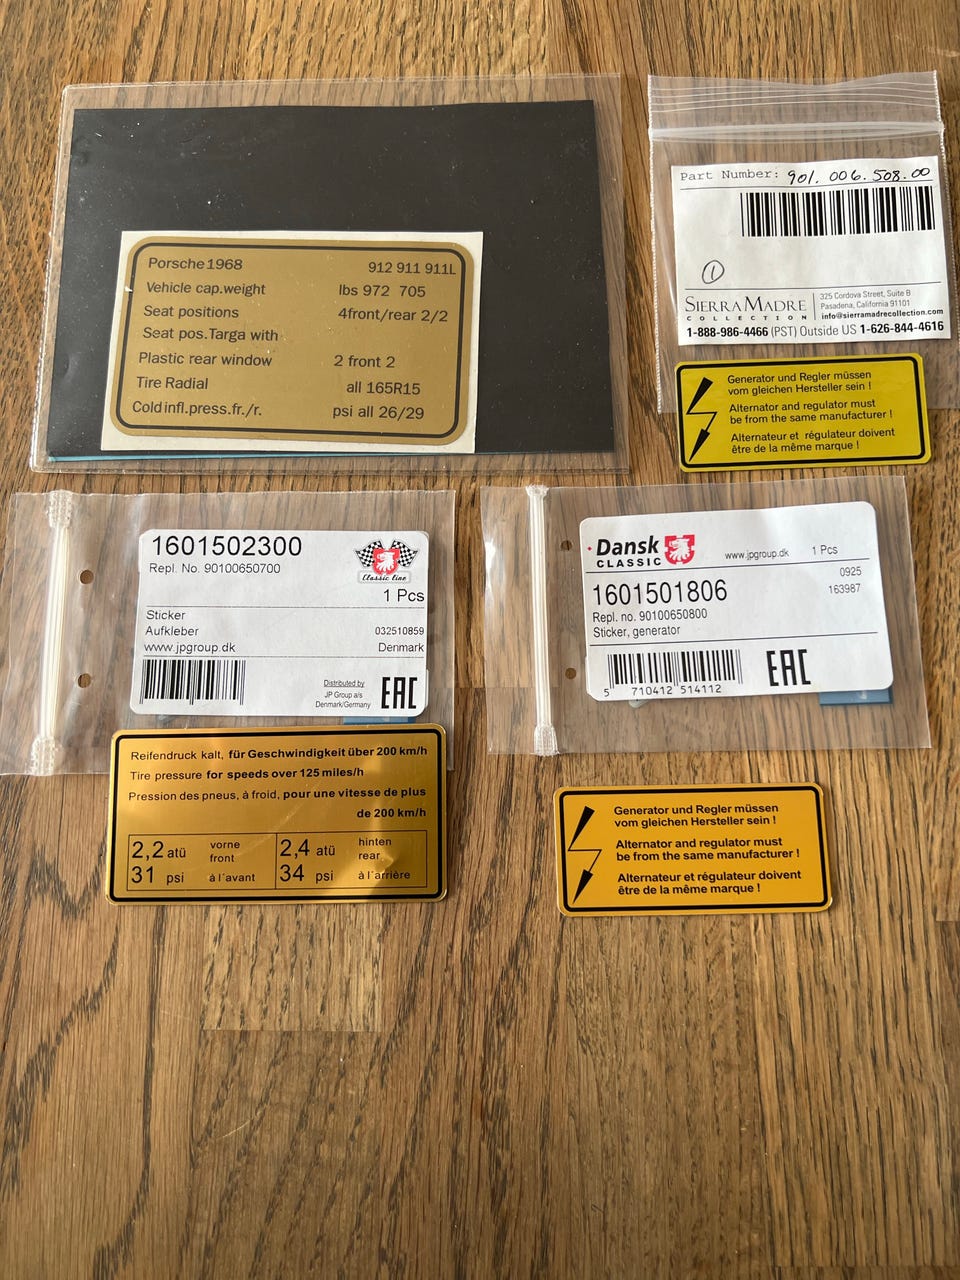 Porsche1968 912 911 911L
Vehicle cap.weight lbs 972 705
Seat positions 4front/rear 2/2
Seat pos.Targa with
Plastic rear window 2 front 2
Tire Radial all 165R15
Cold infl.press.fr./r. psi all 26/29
Part Number: 901.006.508.00
1
SIERRA MADRE
COLLECTION
325 Cordova Street, Suite B
Pasadena, California 91101
info@sierramadrecollection.com
1-888-986-4466 (PST) Outside US 1-626-844-4616
Generator und Regler müssen
vom gleichen Hersteller sein !
Alternator and regulator must
be from the same manufacturer !
Alternateur et régulateur doivent
être de la même marque !
1601502300
Repl. No. 90100650700
Classic line
1 Pcs
Sticker
Aufkleber 032510859
www.jpgroup.dk Denmark
Distributed by
JP Group a/s
Denmark/Germany
EAC
Dansk
CLASSIC
www.jpgroup.dk 1 Pcs
0925
1601501806 163987
Repl. no. 90100650800
Sticker, generator
5 710412 514112
EAC
Reifendruck kalt, für Geschwindigkeit über 200 km/h
Tire pressure for speeds over 125 miles/h
Pression des pneus, à froid, pour une vitesse de plus
de 200 km/h
2,2 atü vorne 2,4 atü hinten
front rear
31 psi à l´avant 34 psi à l´arrière
Generator und Regler müssen
vom gleichen Hersteller sein !
Alternator and regulator must
be from the same manufacturer !
Alternateur et régulateur doivent
être de la même marque !